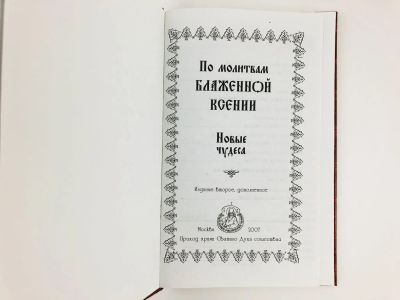 По молитвам
БЛАЖЕННОЙ
КСЕНИИ
Новые
чудеса
Издание второе, дополненное
Москва 2007
Приход храма Святаго Духа сошествия